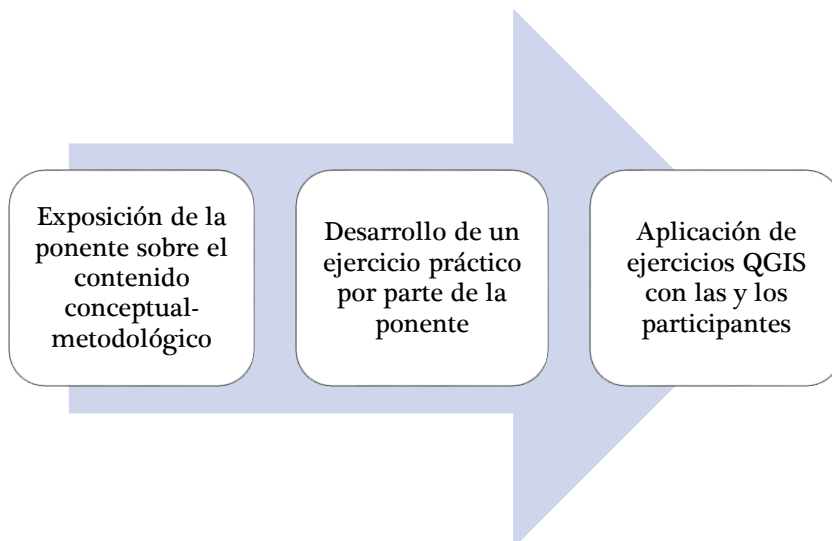 Exposición de la
ponente sobre el
contenido
conceptual-
metodológico
Desarrollo de un
ejercicio práctico
por parte de la
ponente
Aplicación de
ejercicios QGIS
con las y los
participantes